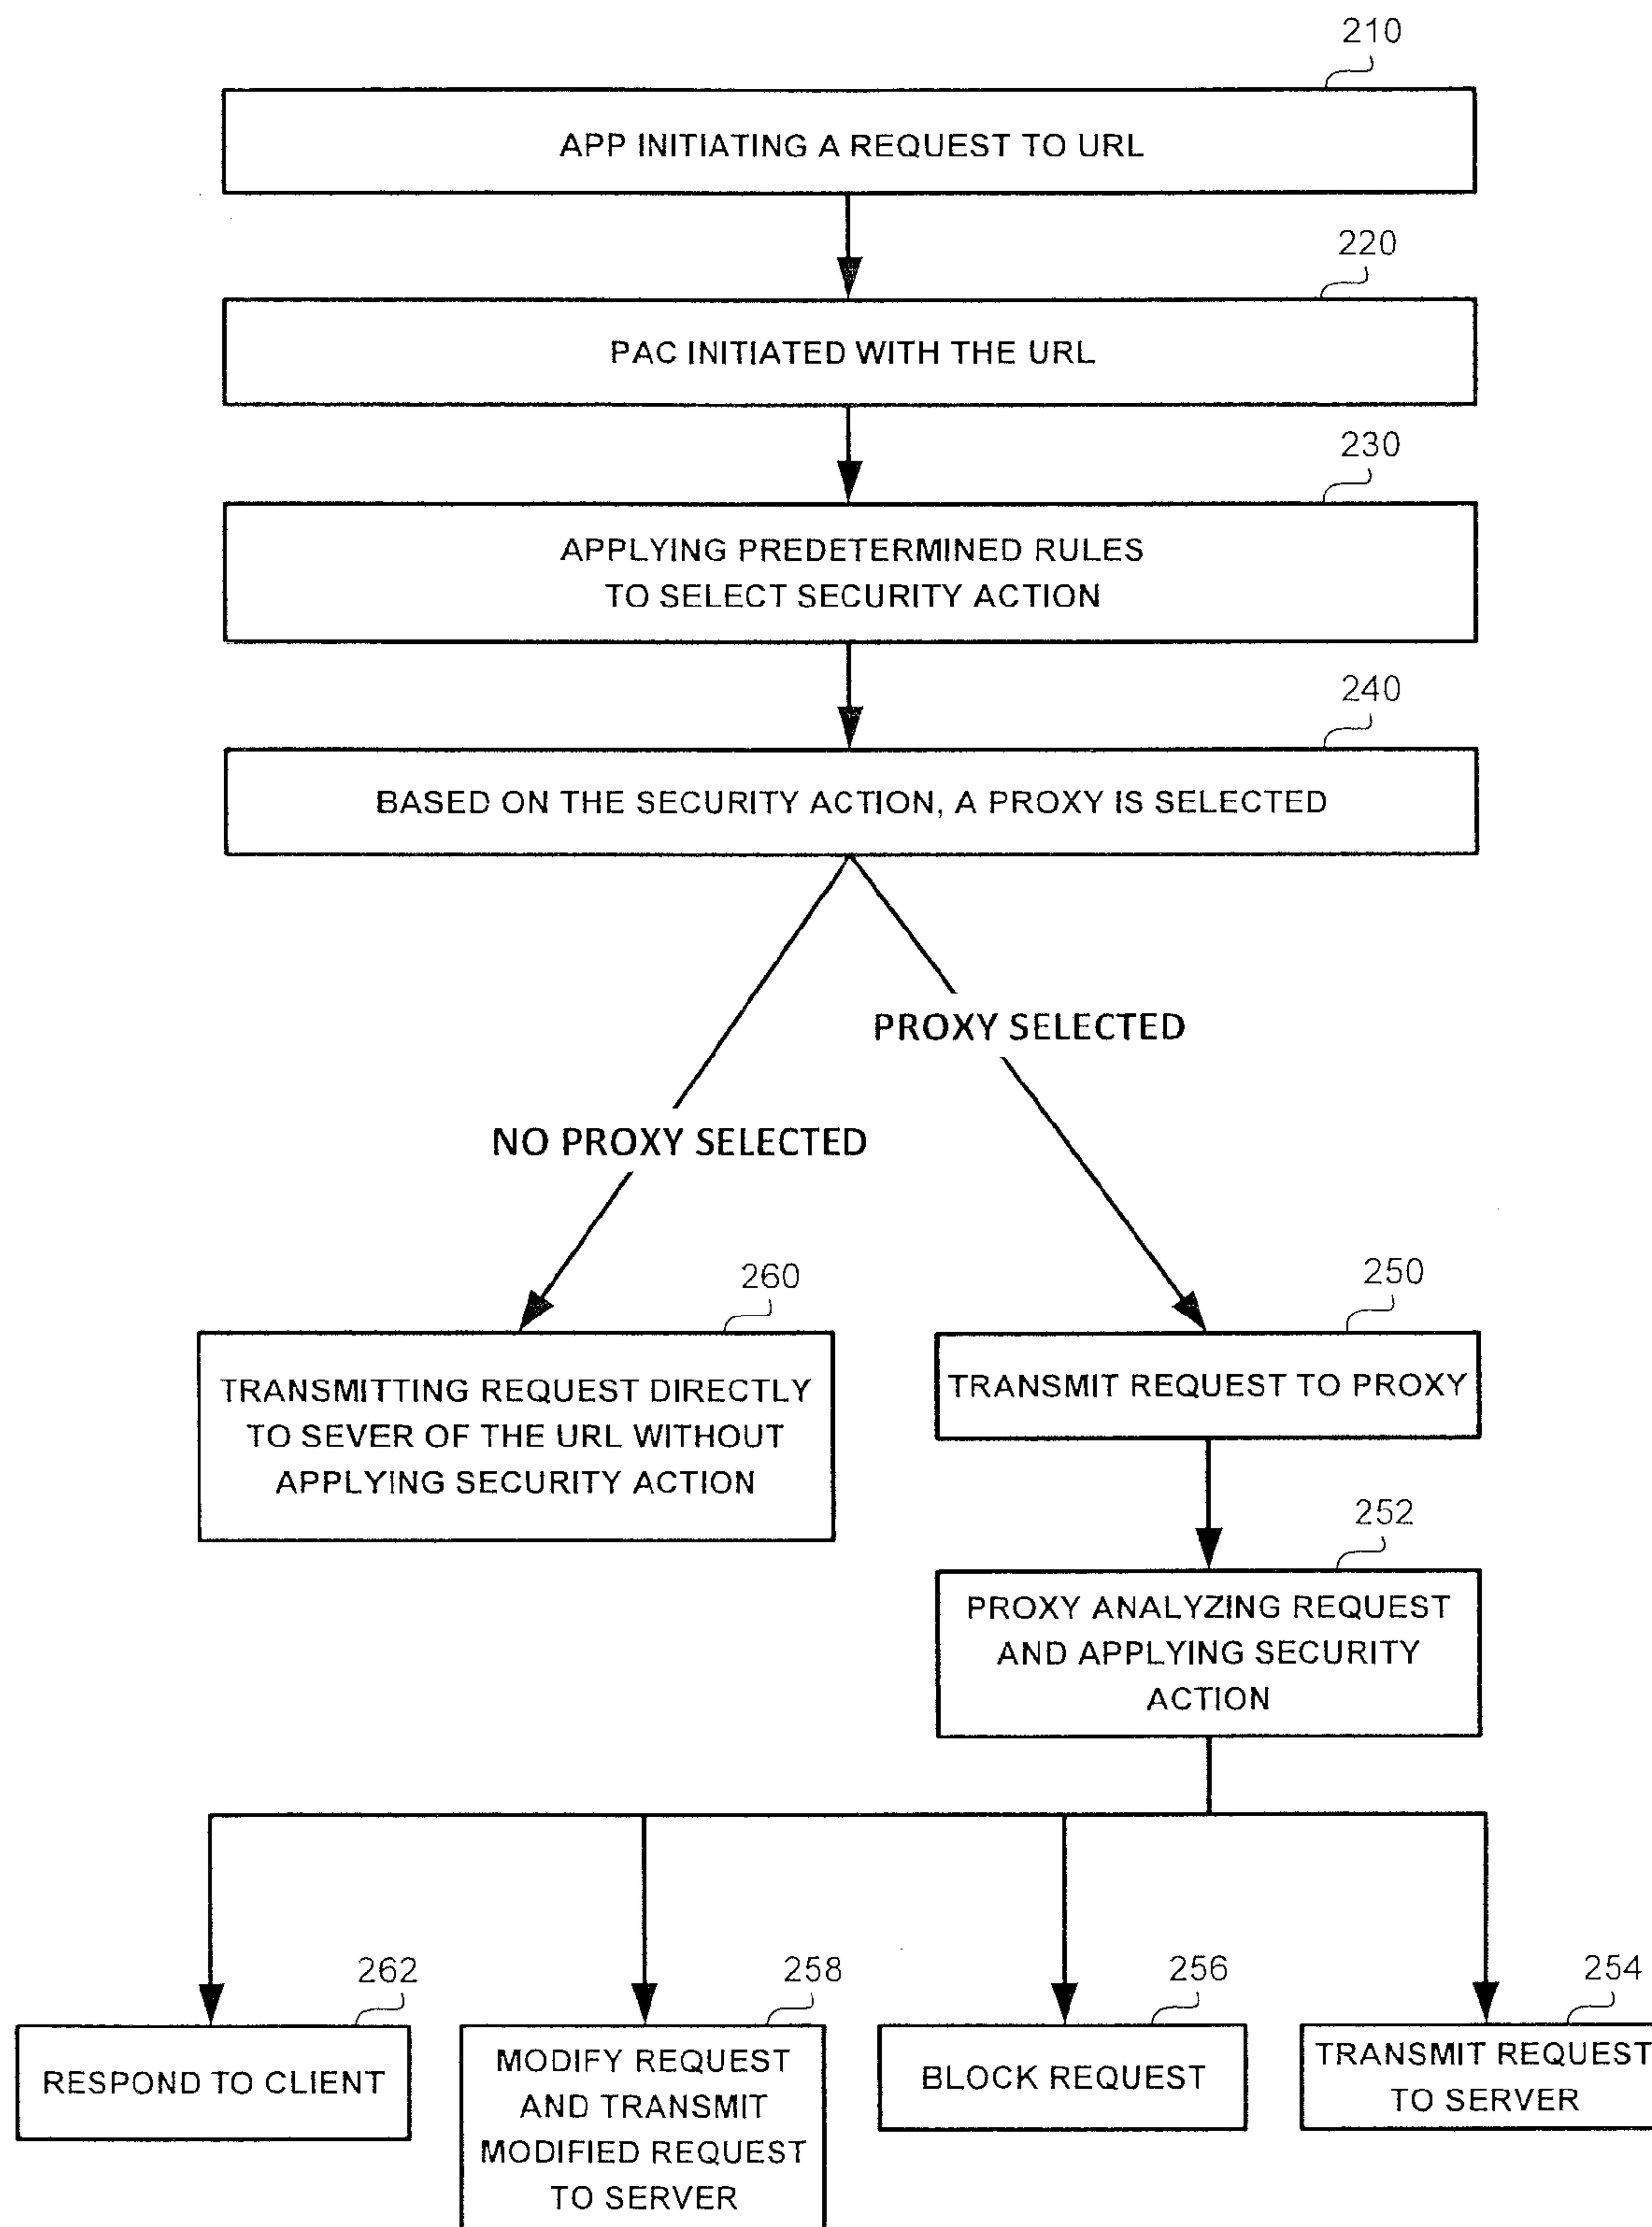 210
APP INITIATING A REQUEST TO URL
220
PAC INITIATED WITH THE URL
230
APPLYING PREDETERMINED RULES
TO SELECT SECURITY ACTION
240
BASED ON THE SECURITY ACTION, A PROXY IS SELECTED
PROXY SELECTED
NO PROXY SELECTED
260
TRANSMITTING REQUEST DIRECTLY
TO SEVER OF THE URL WITHOUT
APPLYING SECURITY ACTION
250
TRANSMIT REQUEST TO PROXY
252
PROXY ANALYZING REQUEST
AND APPLYING SECURITY
ACTION
262
RESPOND TO CLIENT
258
MODIFY REQUEST
AND TRANSMIT
MODIFIED REQUEST
TO SERVER
256
BLOCK REQUEST
254
TRANSMIT REQUEST
TO SERVER